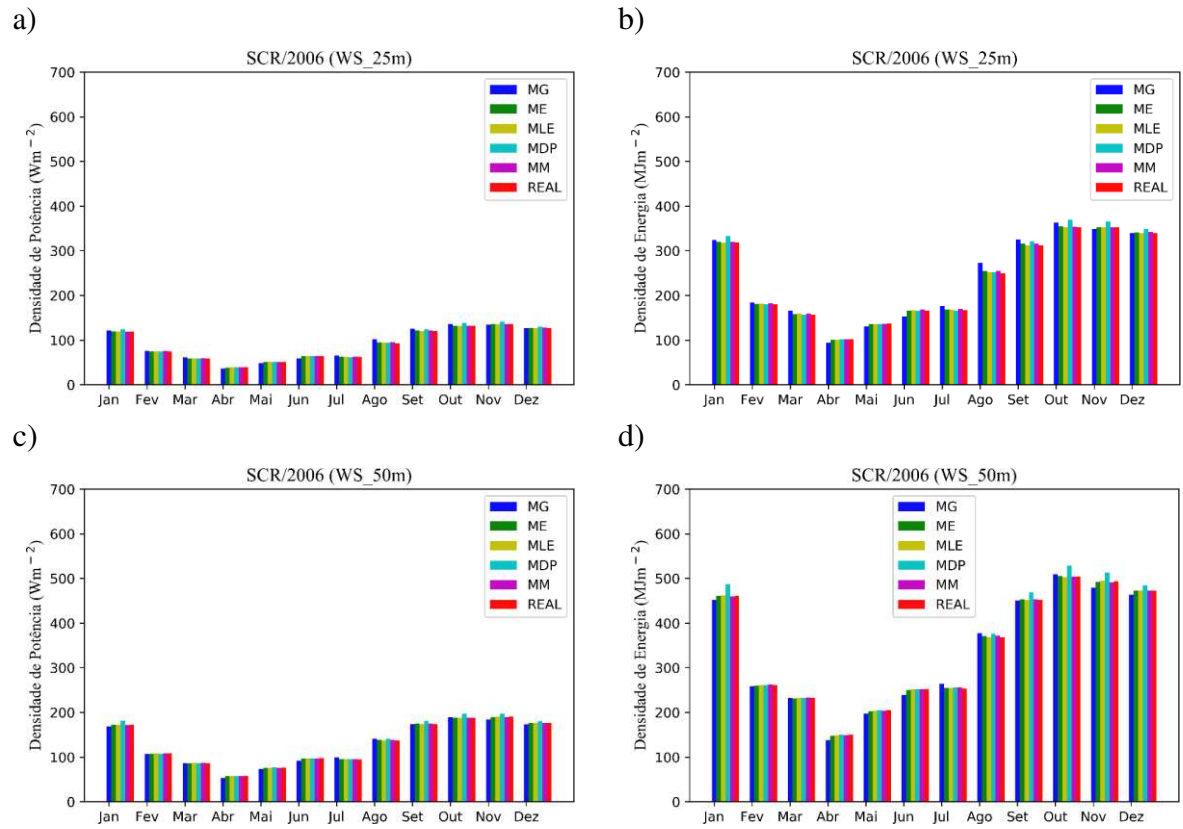 a)
SCR/2006 (WS_25m)
Densidade de Potência (Wm⁻²)
700
600
500
400
300
200
100
0
MG
ME
MLE
MDP
MM
REAL
Jan Fev Mar Abr Mai Jun Jul Ago Set Out Nov Dez
b)
SCR/2006 (WS_25m)
Densidade de Energia (MJm⁻²)
700
600
500
400
300
200
100
0
MG
ME
MLE
MDP
MM
REAL
Jan Fev Mar Abr Mai Jun Jul Ago Set Out Nov Dez
c)
SCR/2006 (WS_50m)
Densidade de Potência (Wm⁻²)
700
600
500
400
300
200
100
0
MG
ME
MLE
MDP
MM
REAL
Jan Fev Mar Abr Mai Jun Jul Ago Set Out Nov Dez
d)
SCR/2006 (WS_50m)
Densidade de Energia (MJm⁻²)
700
600
500
400
300
200
100
0
MG
ME
MLE
MDP
MM
REAL
Jan Fev Mar Abr Mai Jun Jul Ago Set Out Nov Dez